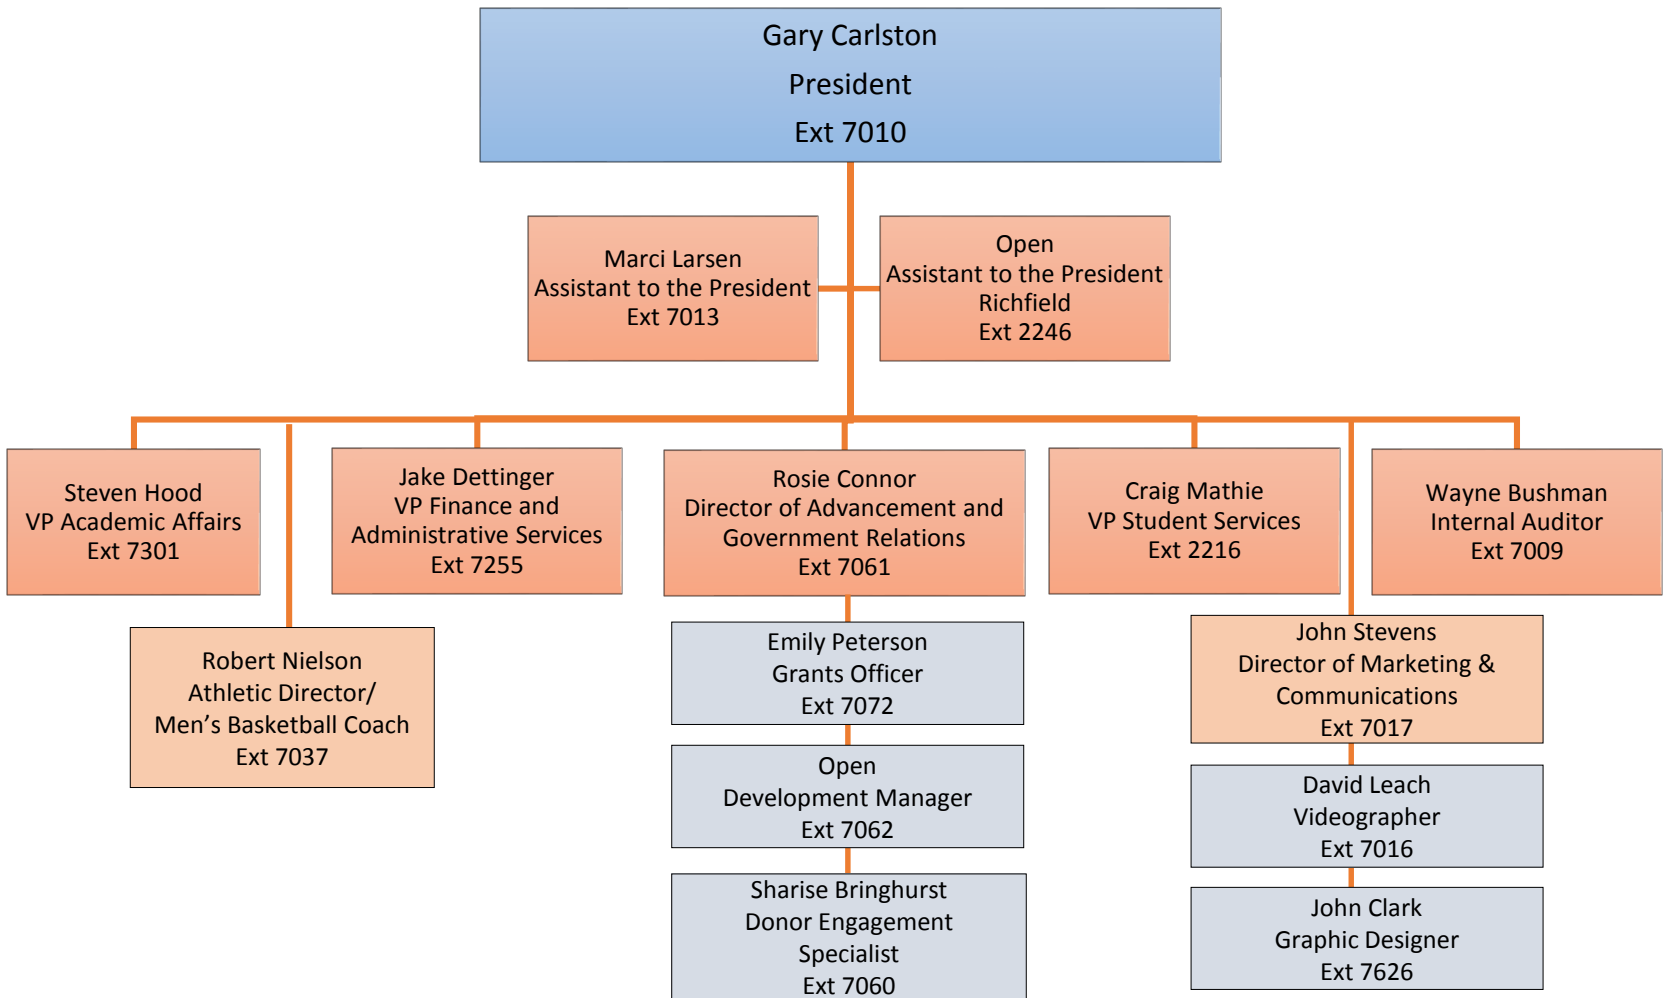 Gary Carlston
President
Ext 7010
Marci Larsen
Assistant to the President
Ext 7013
Open
Assistant to the President
Richfield
Ext 2246
Steven Hood
VP Academic Affairs
Ext 7301
Jake Dettinger
VP Finance and
Administrative Services
Ext 7255
Rosie Connor
Director of Advancement and
Government Relations
Ext 7061
Craig Mathie
VP Student Services
Ext 2216
Wayne Bushman
Internal Auditor
Ext 7009
Robert Nielson
Athletic Director/
Men’s Basketball Coach
Ext 7037
Emily Peterson
Grants Officer
Ext 7072
Open
Development Manager
Ext 7062
Sharise Bringhurst
Donor Engagement
Specialist
Ext 7060
John Stevens
Director of Marketing &
Communications
Ext 7017
David Leach
Videographer
Ext 7016
John Clark
Graphic Designer
Ext 7626